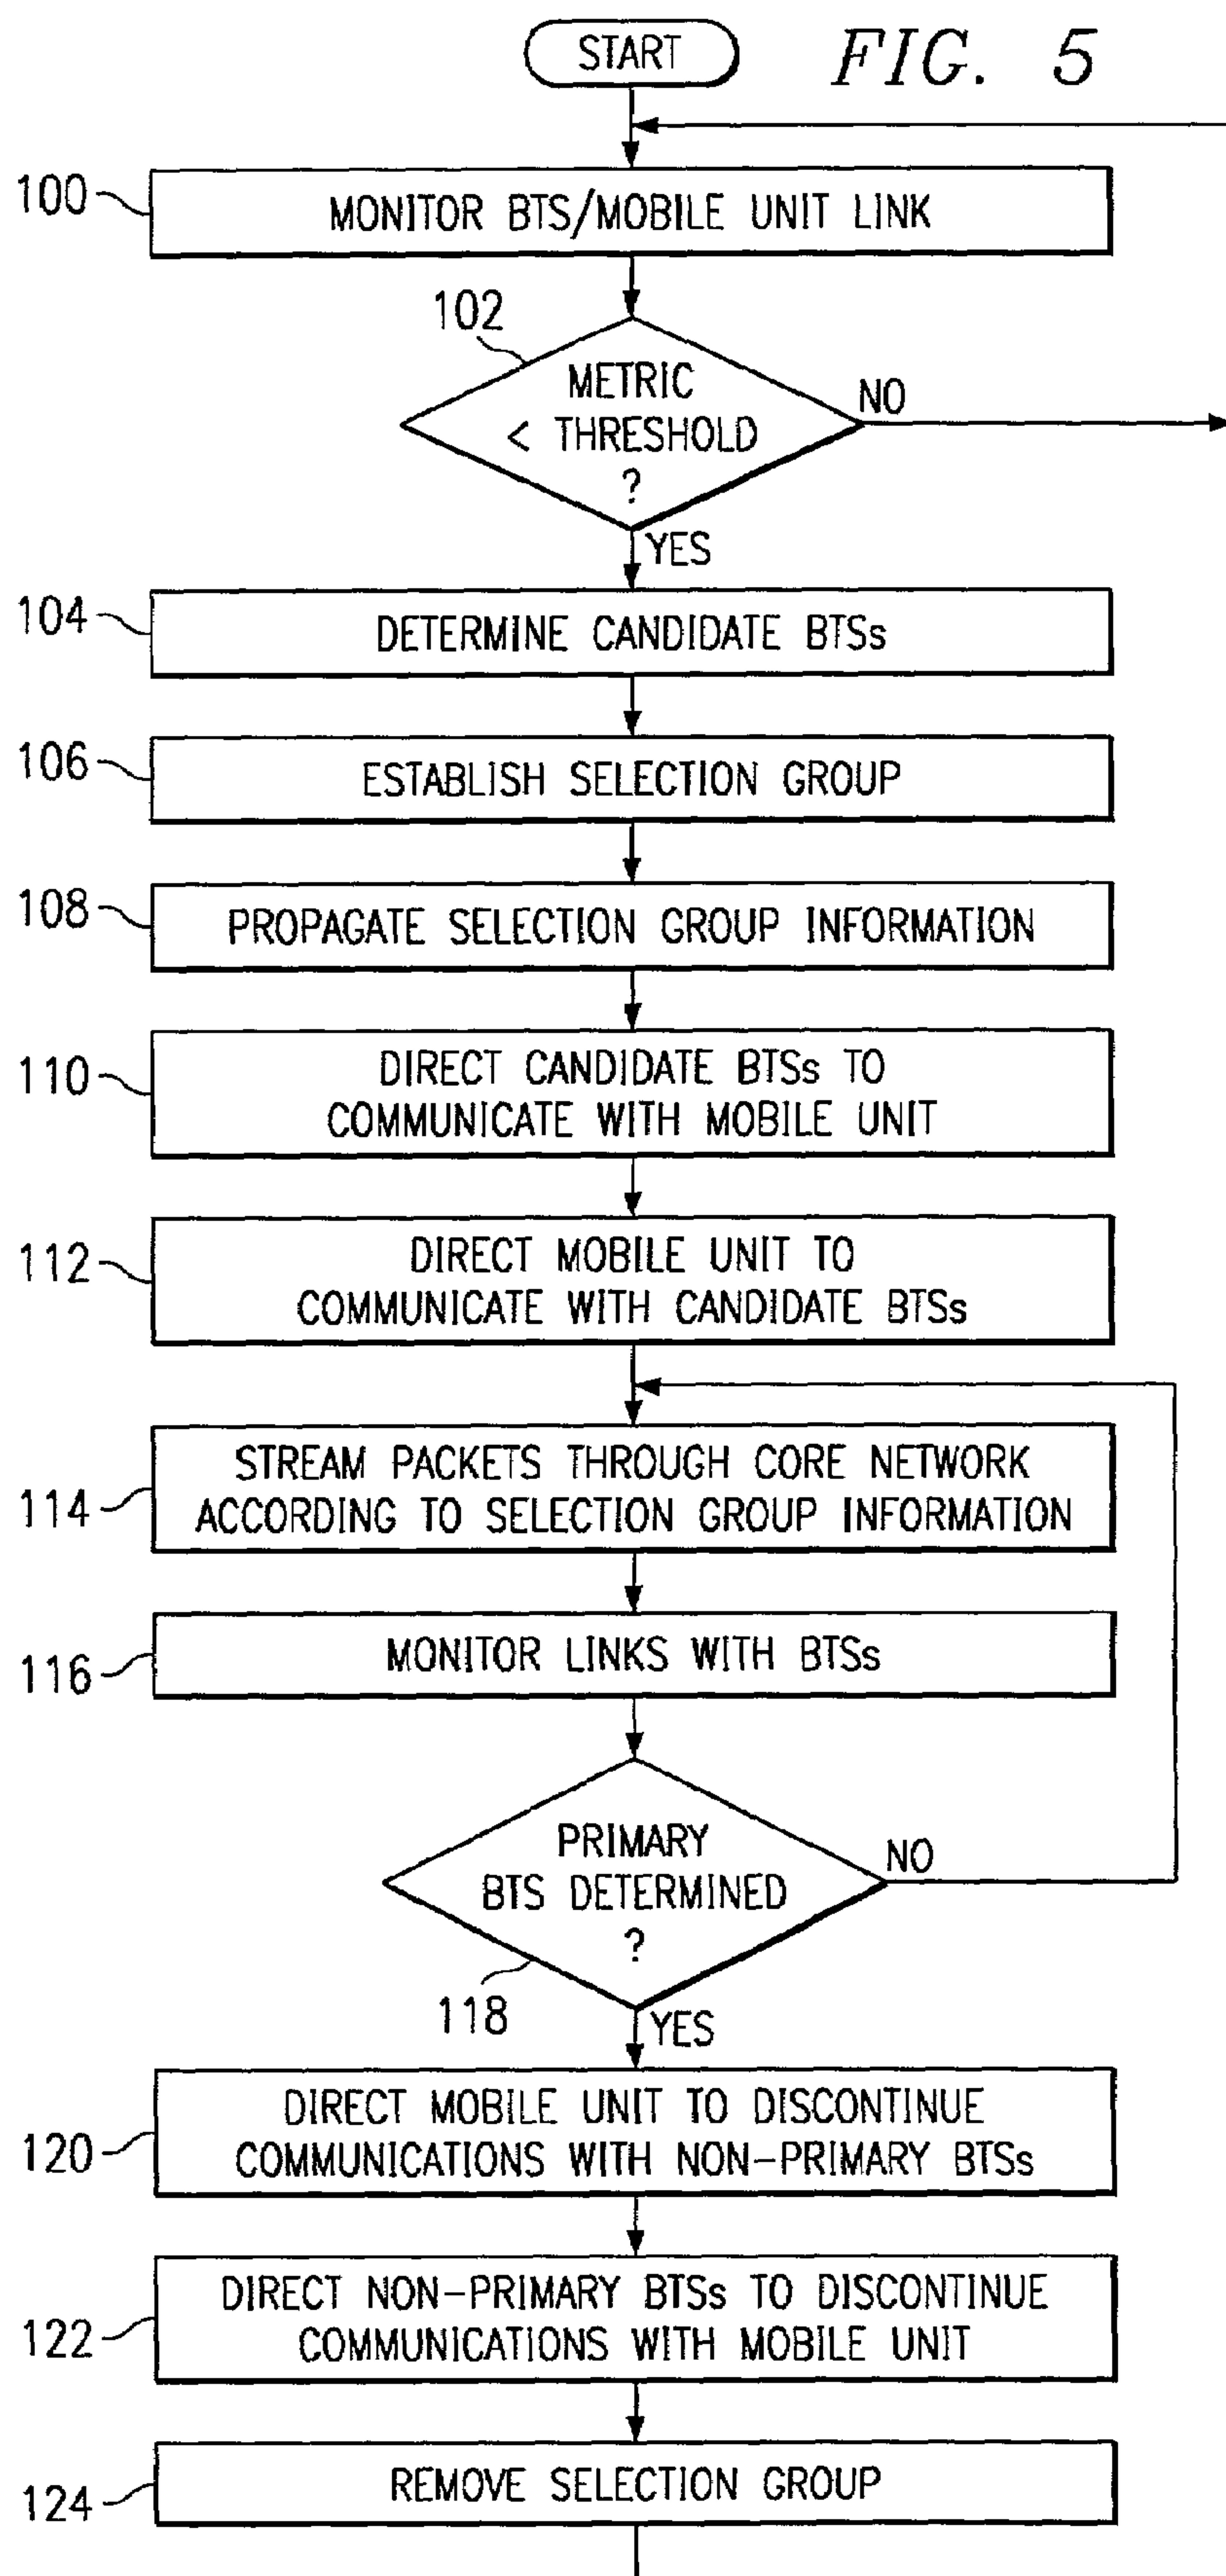 START
FIG. 5
100
MONITOR BTS/MOBILE UNIT LINK
102
METRIC
< THRESHOLD
?
NO
YES
104
DETERMINE CANDIDATE BTSs
106
ESTABLISH SELECTION GROUP
108
PROPAGATE SELECTION GROUP INFORMATION
110
DIRECT CANDIDATE BTSs TO
COMMUNICATE WITH MOBILE UNIT
112
DIRECT MOBILE UNIT TO
COMMUNICATE WITH CANDIDATE BTSs
114
STREAM PACKETS THROUGH CORE NETWORK
ACCORDING TO SELECTION GROUP INFORMATION
116
MONITOR LINKS WITH BTSs
PRIMARY
BTS DETERMINED
?
NO
118
YES
120
DIRECT MOBILE UNIT TO DISCONTINUE
COMMUNICATIONS WITH NON-PRIMARY BTSs
122
DIRECT NON-PRIMARY BTSs TO DISCONTINUE
COMMUNICATIONS WITH MOBILE UNIT
124
REMOVE SELECTION GROUP